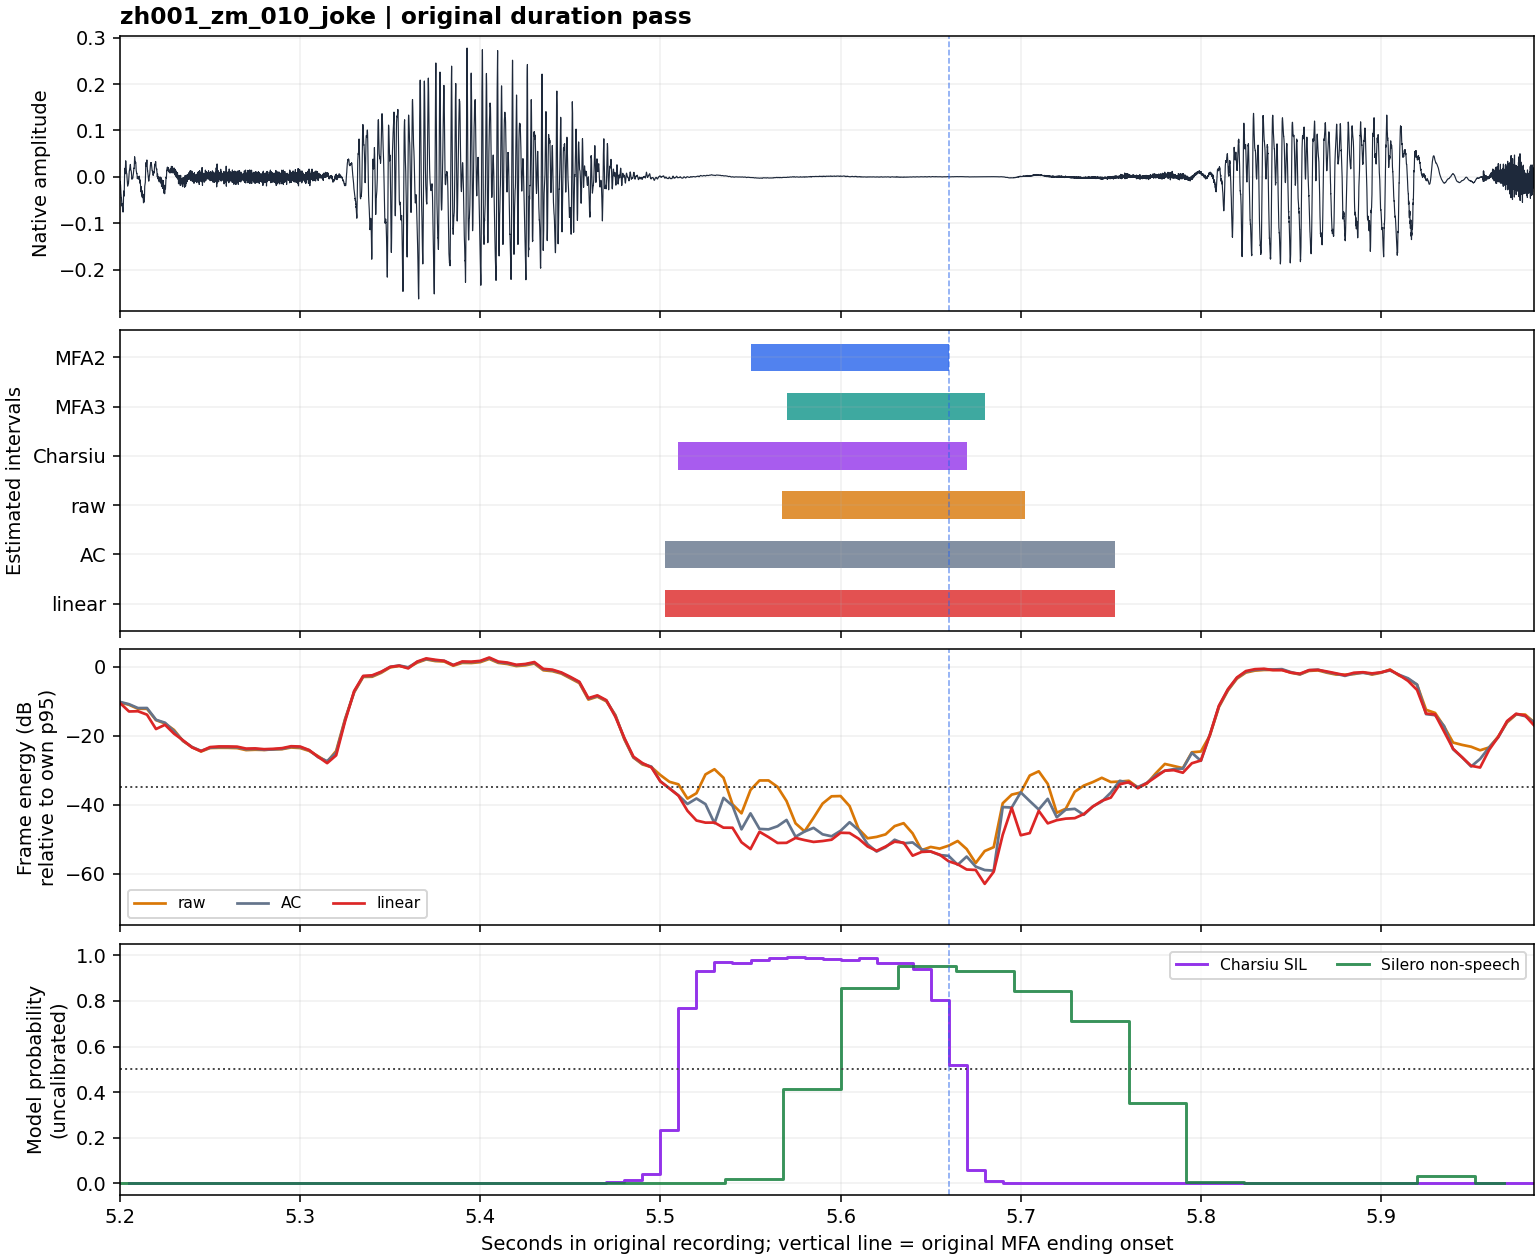 zh001_zm_010_joke | original duration pass
Native amplitude
0.3
0.2
0.1
0.0
−0.1
−0.2
Estimated intervals
MFA2
MFA3
Charsiu
raw
AC
linear
Frame energy (dB
relative to own p95)
0
−20
−40
−60
raw
AC
linear
Model probability
(uncalibrated)
1.0
0.8
0.6
0.4
0.2
0.0
Charsiu SIL
Silero non-speech
5.2
5.3
5.4
5.5
5.6
5.7
5.8
5.9
Seconds in original recording; vertical line = original MFA ending onset